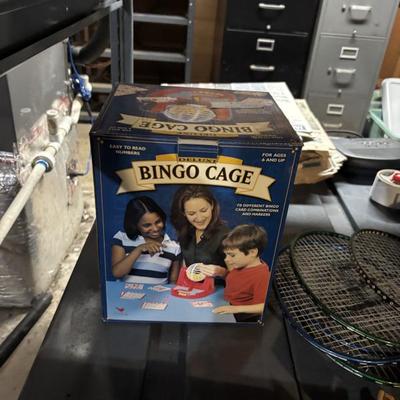 BINGO CAGE
DELUXE
BINGO CAGE
EASY TO READ
NUMBERS
FOR AGES
6 AND UP
75 DIFFERENT BINGO
CARD COMBINATIONS
AND MARKERS